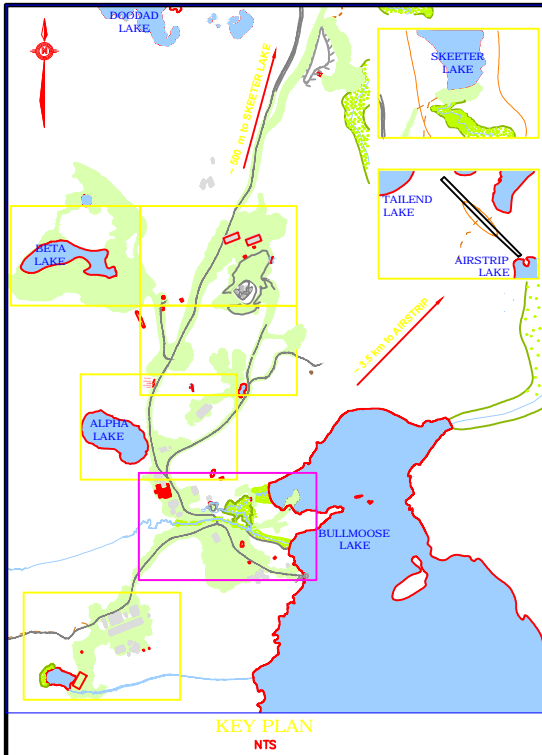 DOODAD
LAKE
~ 500 m to SKEETER LAKE
SKEETER
LAKE
TAILEND
LAKE
AIRSTRIP
LAKE
BETA
LAKE
~ 3.5 km to AIRSTRIP
ALPHA
LAKE
BULLMOOSE
LAKE
KEY PLAN
NTS